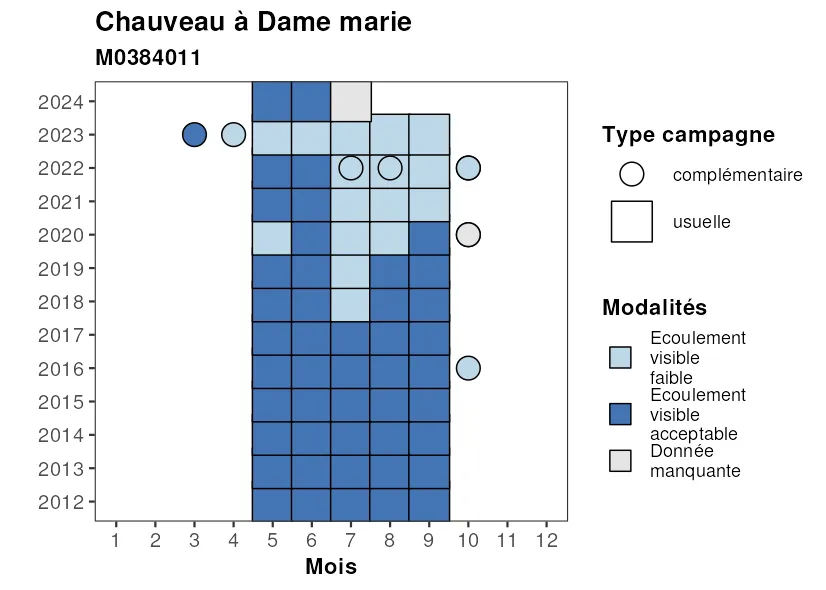 Chauveau à Dame marie
M0384011
2024
2023
2022
2021
2020
2019
2018
2017
2016
2015
2014
2013
2012
1 2 3 4 5 6 7 8 9 10 11 12
Mois
Type campagne
complémentaire
usuelle
Modalités
Ecoulement
visible
faible
Ecoulement
visible
acceptable
Donnée
manquante